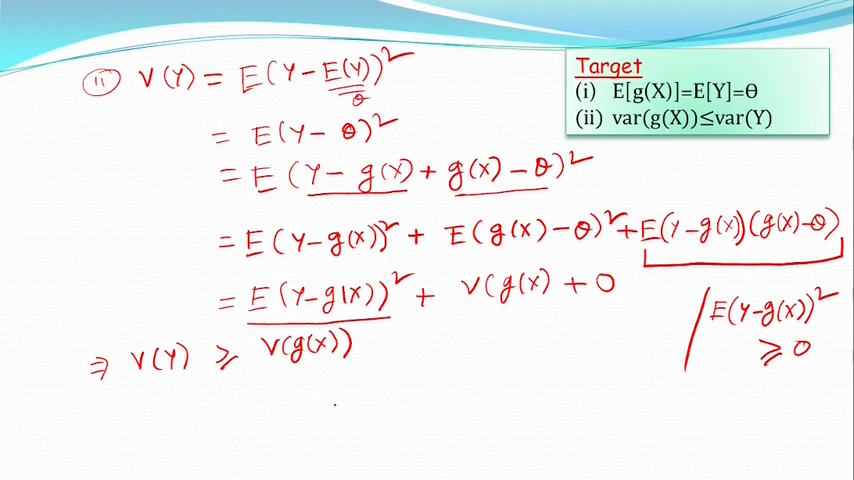 (ii) V(Y) = E(Y - E(Y))²
θ
= E(Y - θ)²
= E (Y - g(X) + g(X) - θ)²
= E(Y-g(X))² + E(g(X) - θ)² + E(Y-g(X))(g(X)-θ)
= E (Y-g(X))² + V(g(X) + 0
⇒ V(Y) ≥ V(g(X))
E(Y-g(X))²
≥ 0
Target
(i) E[g(X)]=E[Y]=θ
(ii) var(g(X))≤var(Y)